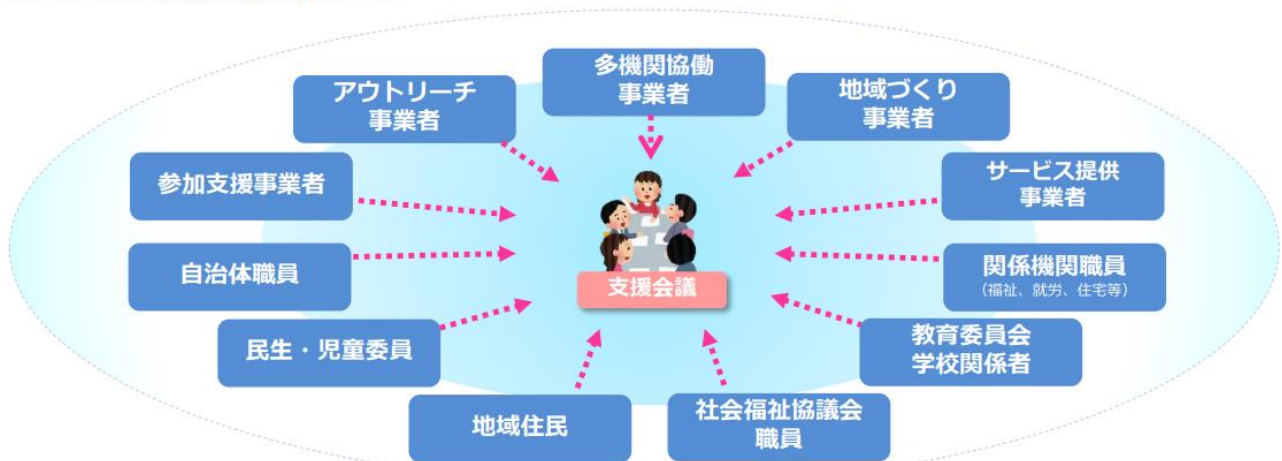 多機関協働
事業者
アウトリーチ
事業者
地域づくり
事業者
参加支援事業者
サービス提供
事業者
自治体職員
支援会議
関係機関職員
（福祉、就労、住宅等）
民生・児童委員
教育委員会
学校関係者
地域住民
社会福祉協議会
職員